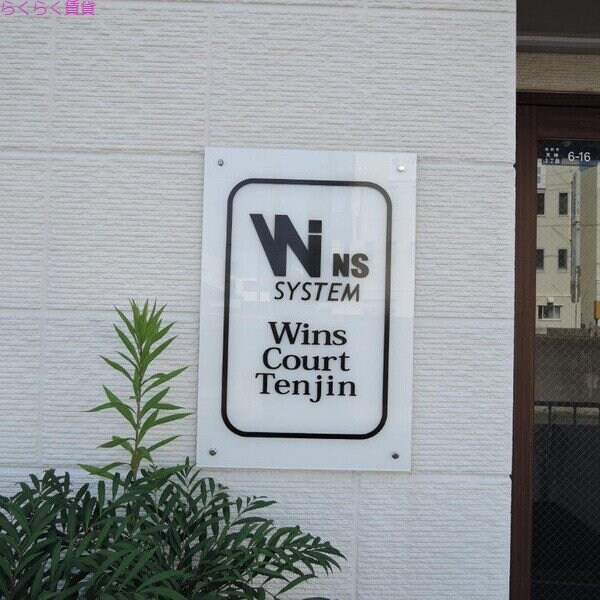 らくらく賃貸
WiNS
SYSTEM
Wins
Court
Tenjin
6-16